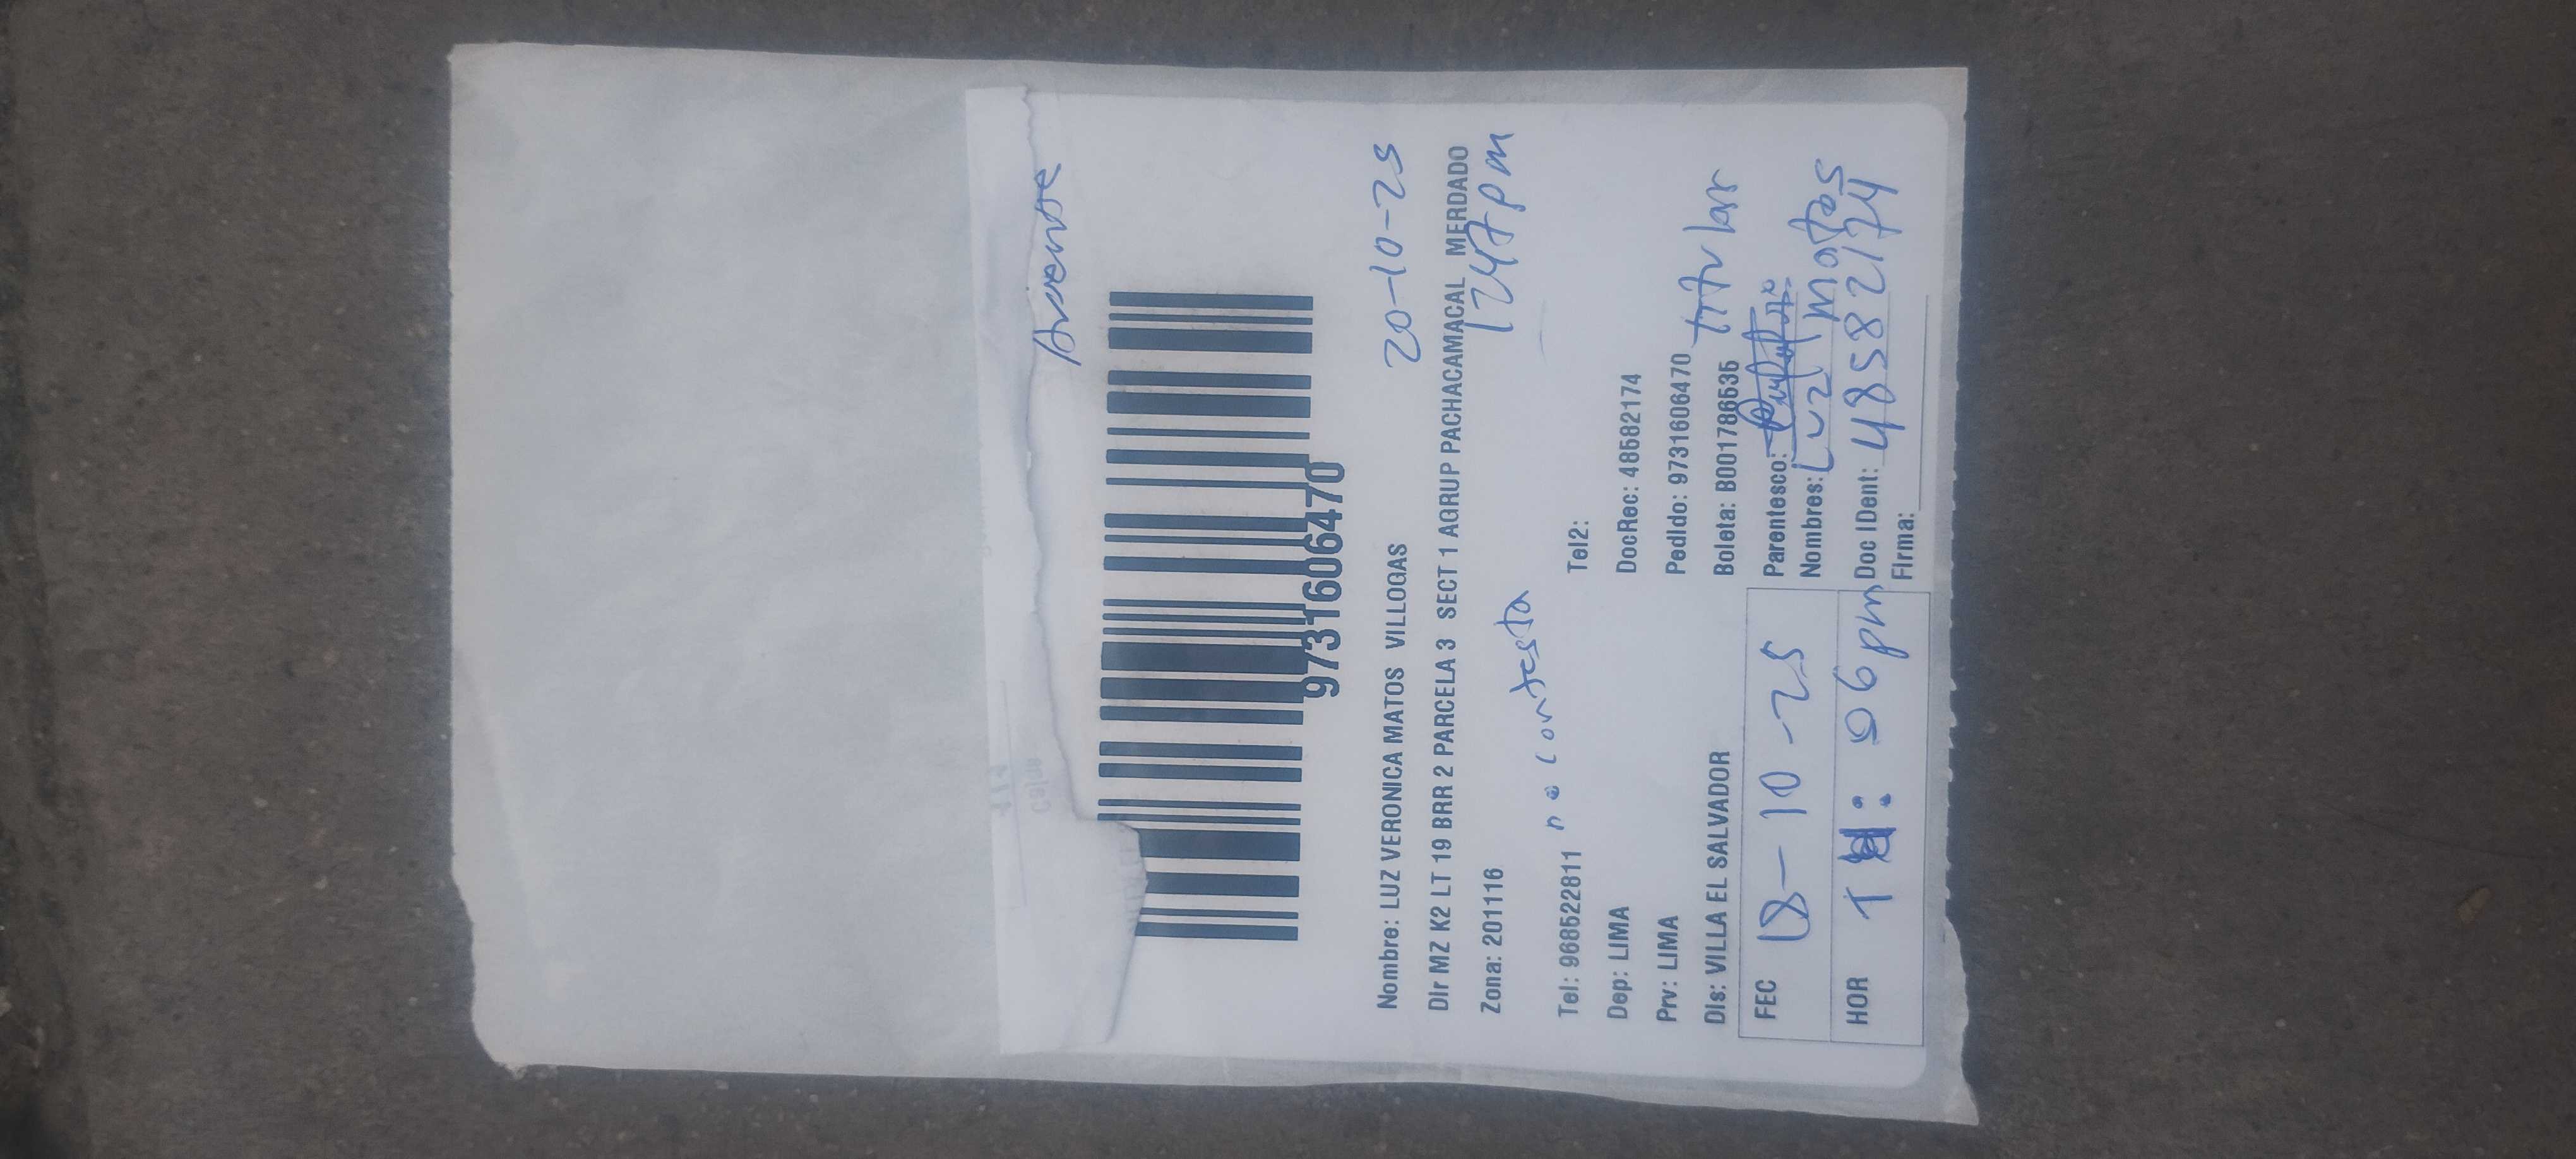 Ausente
9731606470
Nombre: LUZ VERONICA MATOS VILLOGAS 20-10-25
Dir MZ K2 LT 19 BRR 2 PARCELA 3 SECT 1 AGRUP PACHACAMACAL MERDADO
Zona: 201116 1247pm
Tel: 968522811 no contesta Tel2:
Dep: LIMA DocRec: 48582174
Prv: LIMA Pedido: 9731606470
Dis: VILLA EL SALVADOR Boleta: B001786535 titular
FEC 18-10-25 Parentesco:
Nombres: Luz Matos
HOR 1 : 06 pm Doc IDent: 48582174
Firma: